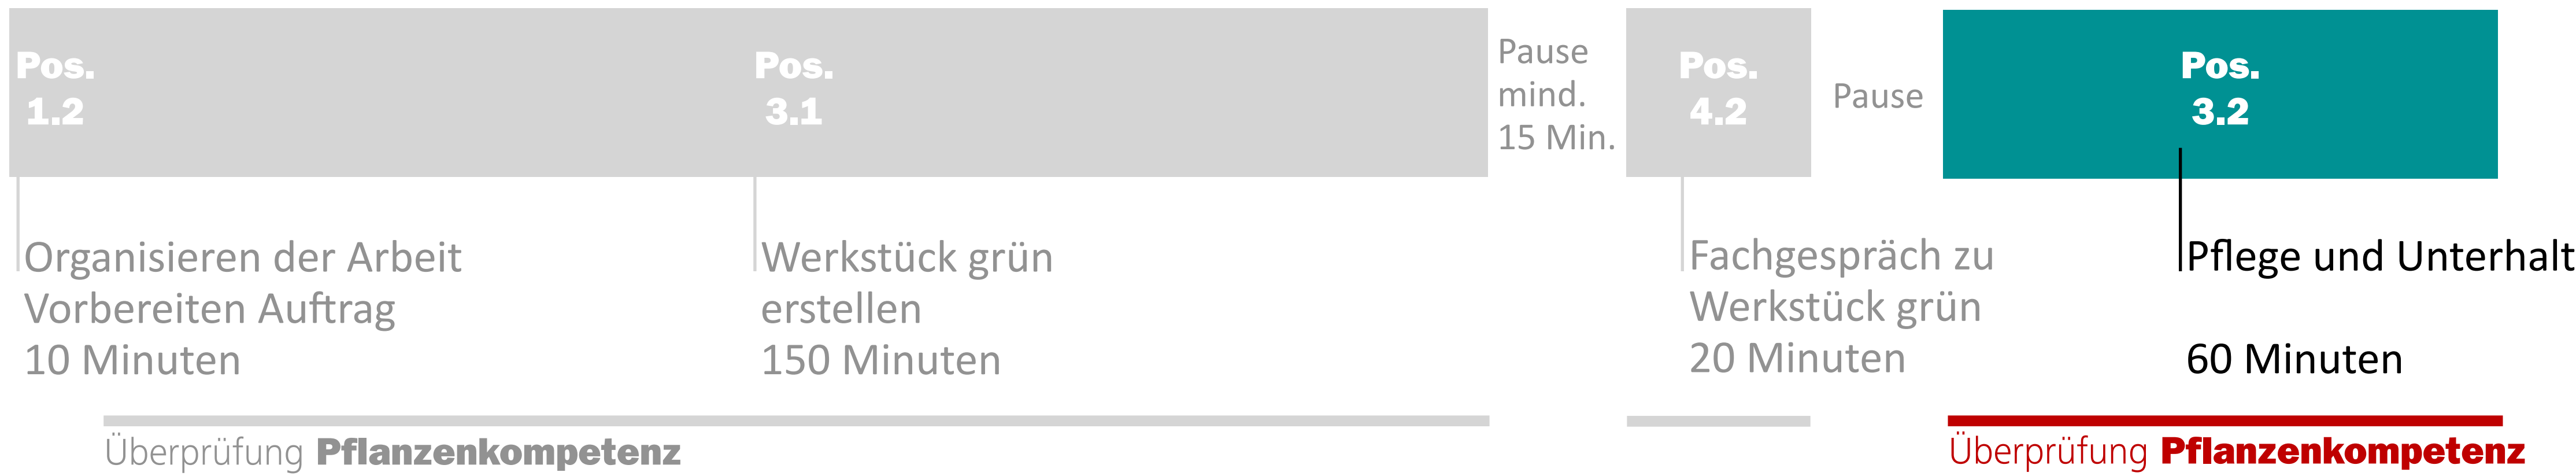 Pos.
1.2
Pos.
3.1
Pause
mind.
15 Min.
Pos.
4.2
Pause
Pos.
3.2
Organisieren der Arbeit
Vorbereiten Auftrag
10 Minuten
Werkstück grün
erstellen
150 Minuten
Fachgespräch zu
Werkstück grün
20 Minuten
Pflege und Unterhalt
60 Minuten
Überprüfung Pflanzenkompetenz
Überprüfung Pflanzenkompetenz